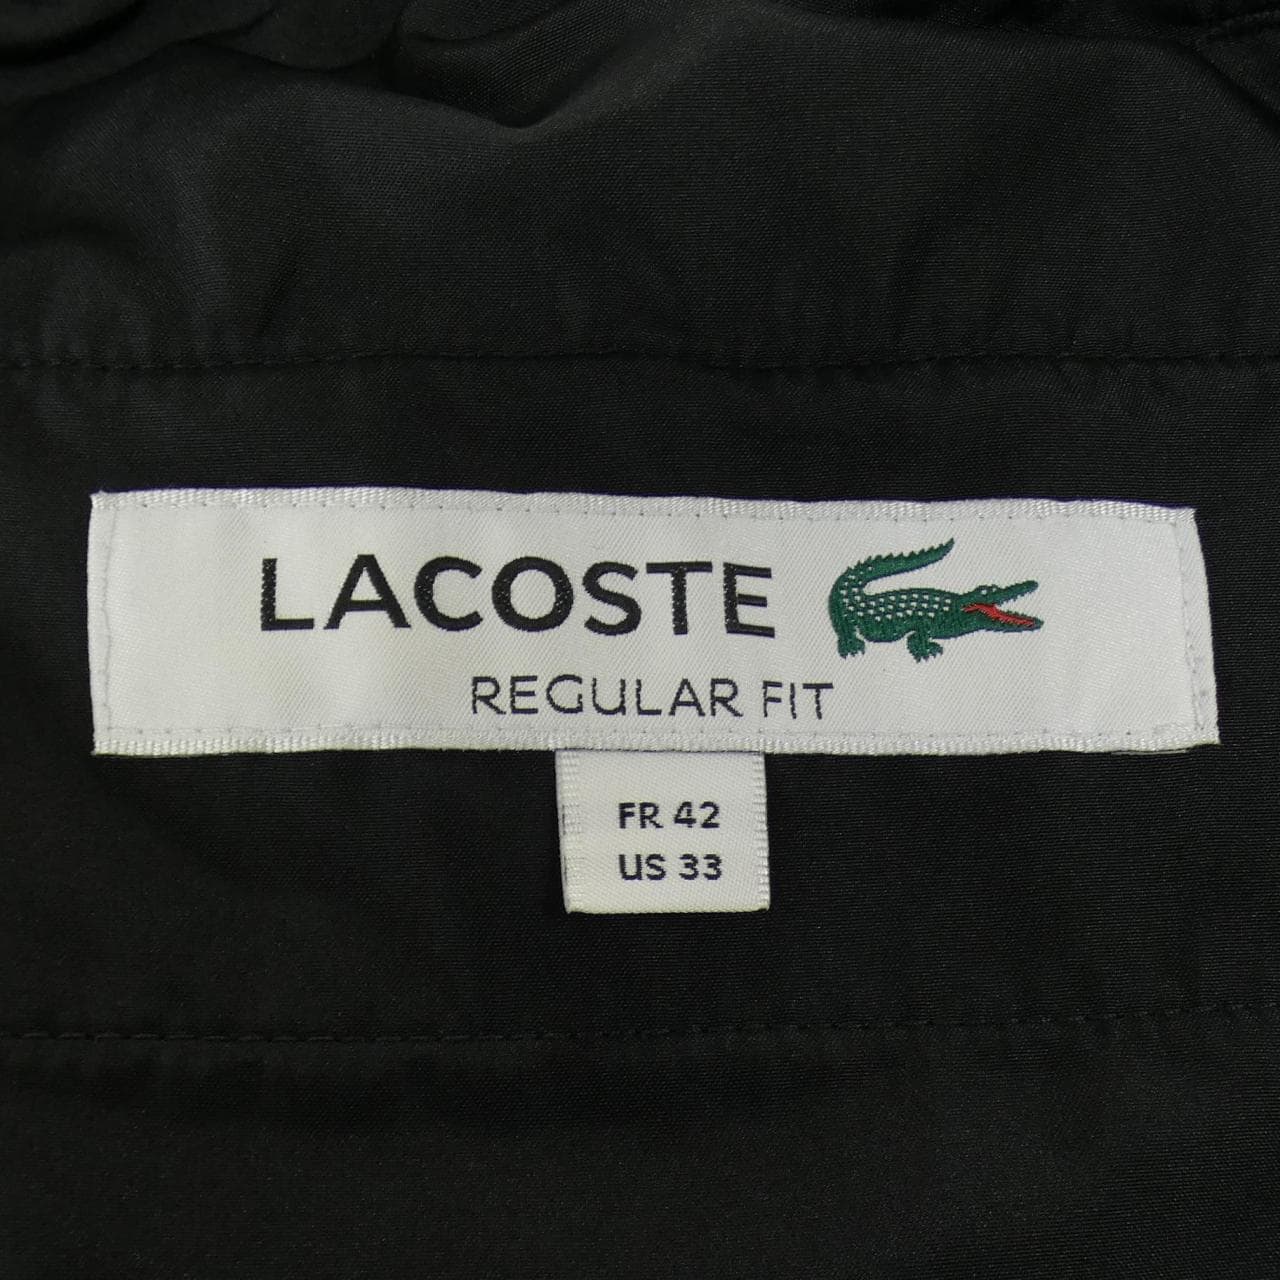 LACOSTE
REGULAR FIT
FR 42
US 33